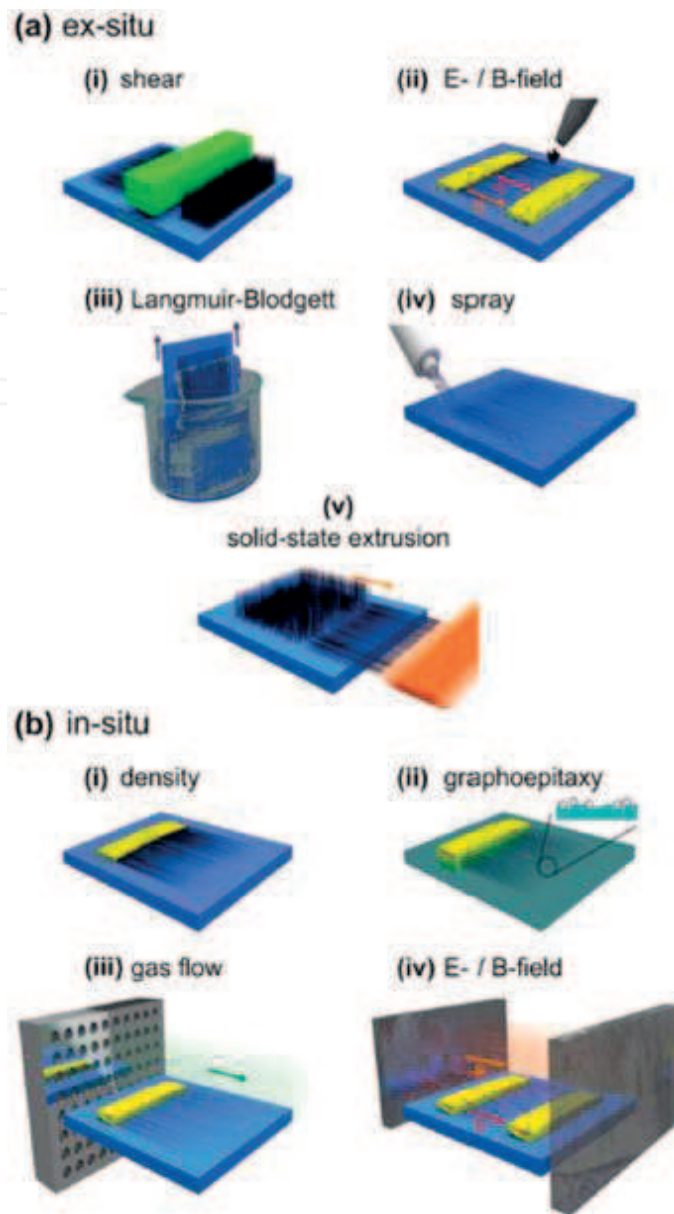 (a) ex-situ
(i) shear
(ii) E- / B-field
(iii) Langmuir-Blodgett
(iv) spray
(v)
solid-state extrusion
(b) in-situ
(i) density
(ii) graphoepitaxy
(iii) gas flow
(iv) E- / B-field